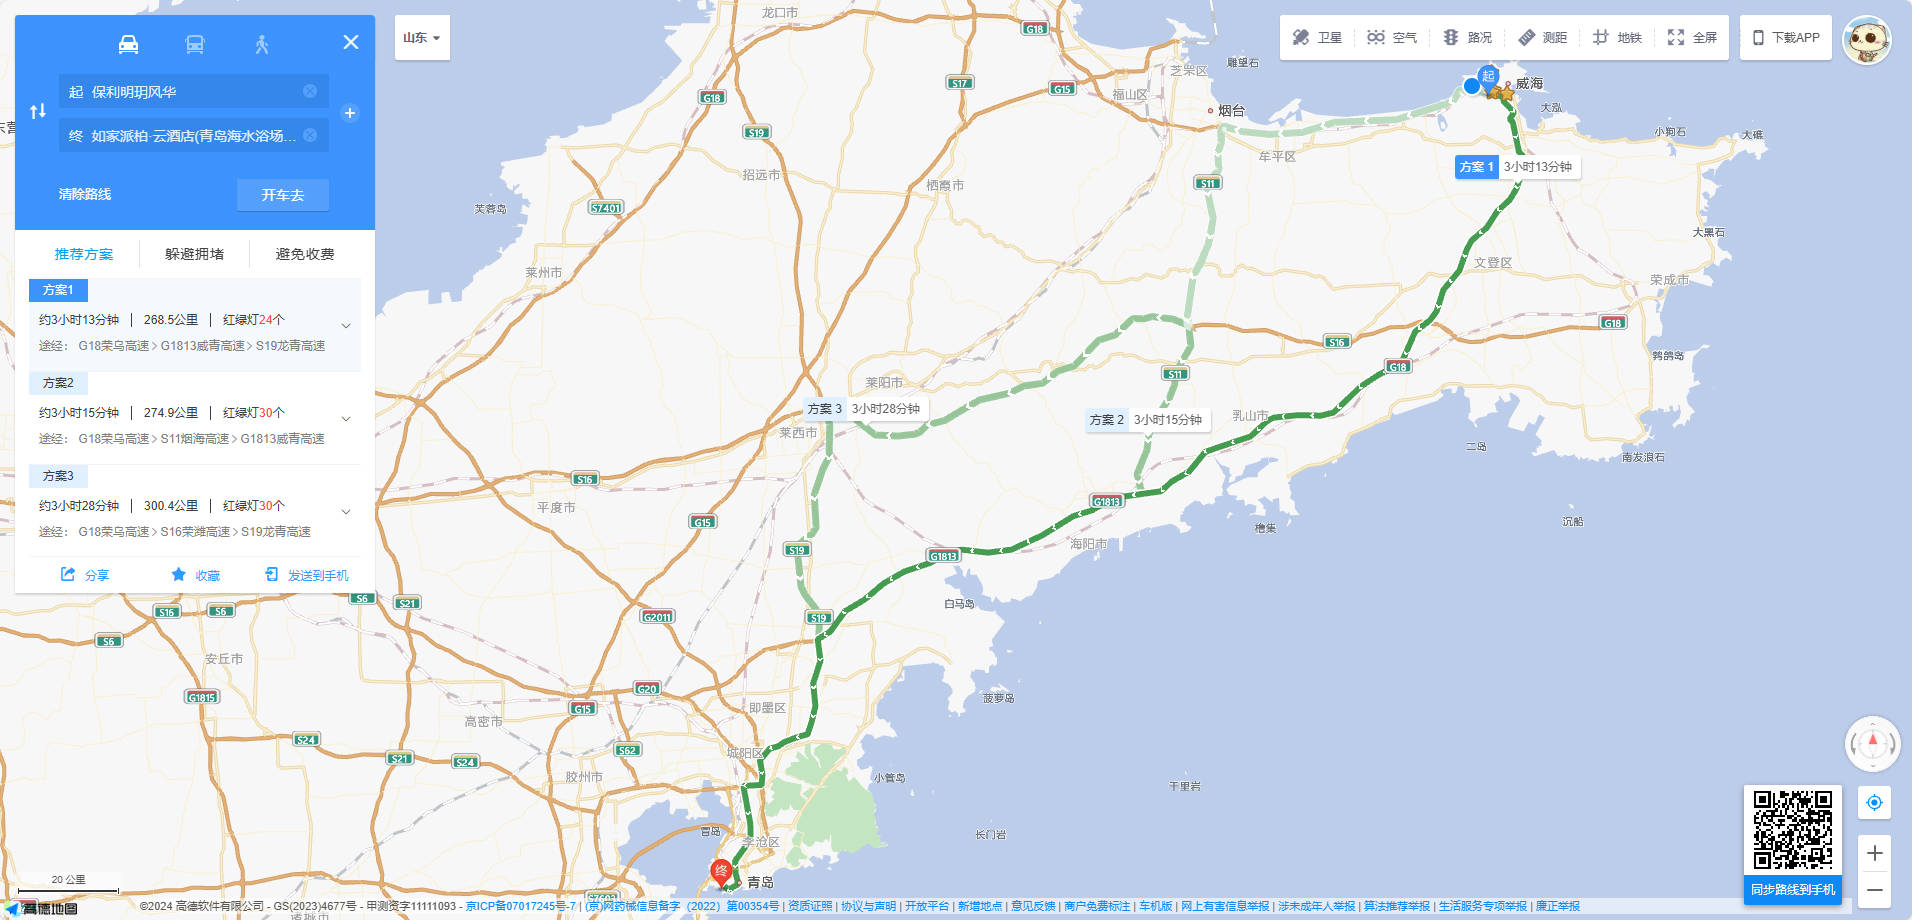 起 保利明玥风华
终 如家派柏·云酒店(青岛海水浴场...
清除路线
开车去
推荐方案 躲避拥堵 避免收费
方案1
约3小时13分钟 268.5公里 红绿灯24个
途经： G18荣乌高速 > G1813威青高速 > S19龙青高速
方案2
约3小时15分钟 274.9公里 红绿灯30个
途经： G18荣乌高速 > S11烟海高速 > G1813威青高速
方案3
约3小时28分钟 300.4公里 红绿灯30个
途经： G18荣乌高速 > S16荣潍高速 > S19龙青高速
分享 收藏 发送到手机
山东
卫星 空气 路况 测距 地铁 全屏
下载APP
龙口市
G18
雕望石
芝罘区
S17
G15
福山区
G18
烟台
起
威海
大泓
S19
小狗石
大礁
牟平区
方案 1 3小时13分钟
招远市
栖霞市
S11
芙蓉岛
S7401
大黑石
文登区
莱州市
荣成市
G18
S16
鹁鸽岛
G18
S11
莱阳市
方案 3 3小时28分钟
方案 2 3小时15分钟
乳山市
莱西市
二岛
南发浪石
S16
平度市
G1813
G15
沉船
槍集
海阳市
S19
G1813
白马岛
S6
S21
S16
S6
G2011
S19
S6
安丘市
G1815
G20
菠萝岛
G15
即墨区
高密市
S24
S62
城阳区
S21
S24
胶州市
小管岛
千里岩
冒岛
长门岩
李沧区
终
青岛
同步路线到手机
20 公里
高德地图
诸城市
©2024 高德软件有限公司 - GS(2023)4677号 - 甲测资字11111093 - 京ICP备07017245号-7 | (京)网药械信息备字（2022）第00354号 | 资质证照 | 协议与声明 | 开放平台 | 新增地点 | 意见反馈 | 商户免费标注 | 车机版 | 网上有害信息举报 | 涉未成年人举报 | 算法推荐举报 | 生活服务专项举报 | 廉正举报